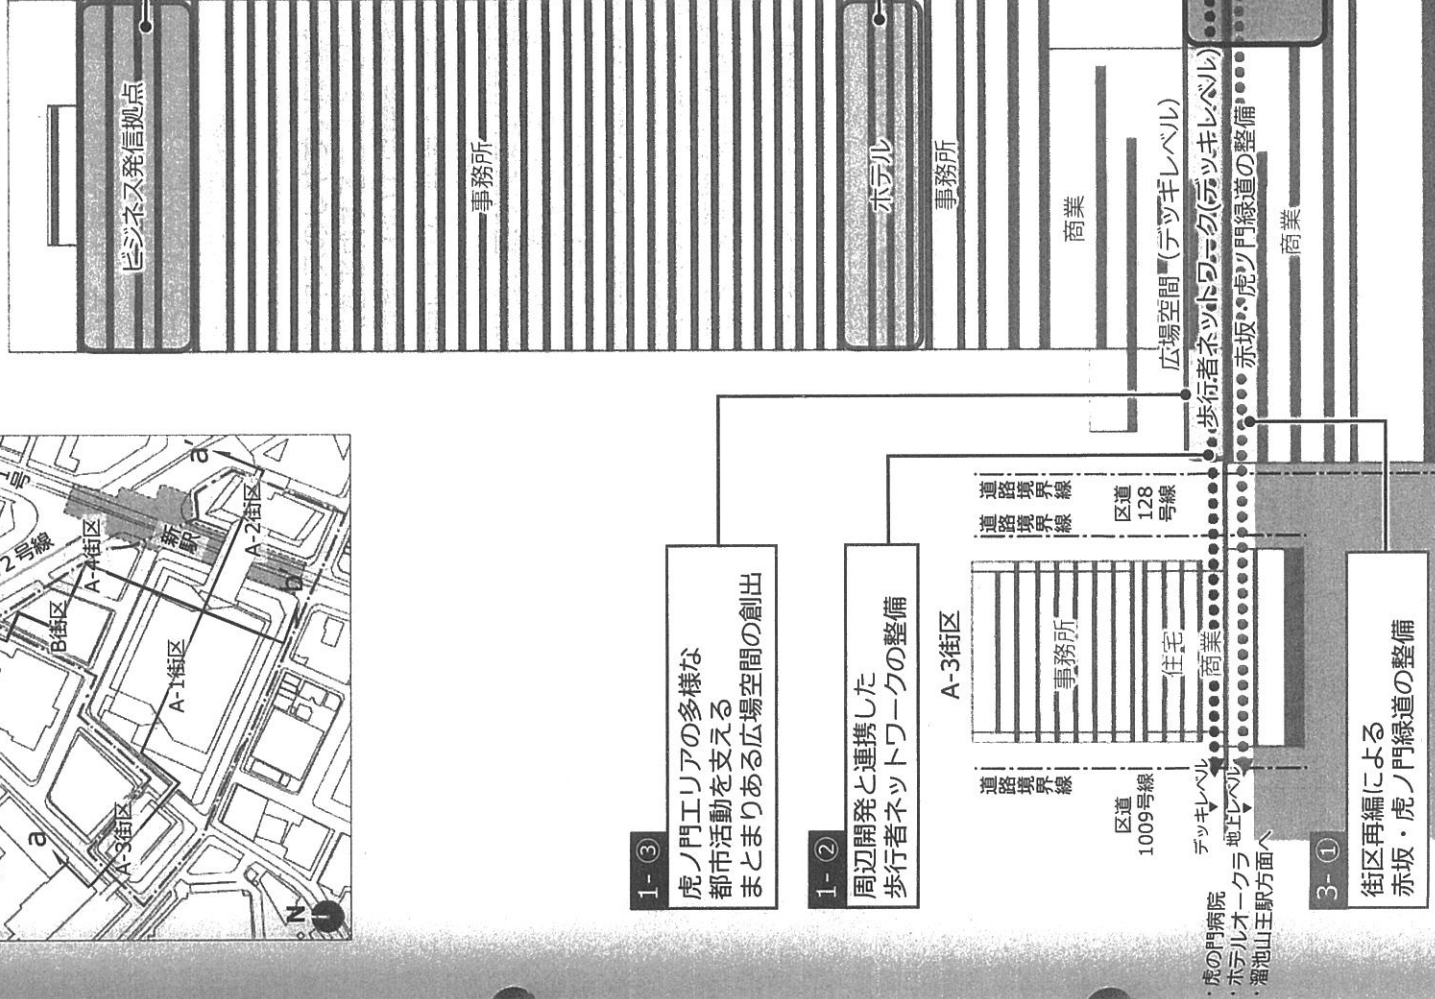 ビジネス発信拠点
事務所
ホテル
事務所
商業
広場空間(デッキレベル)
歩行者ネットワーク(デッキレベル)
赤坂・虎ノ門緑道の整備
商業
1号
2号線
新駅
a'
A-4街区
A-2街区
B街区
A-1街区
A-3街区
a
N
1-③
虎ノ門エリアの多様な
都市活動を支える
まとまりある広場空間の創出
1-②
周辺開発と連携した
歩行者ネットワークの整備
A-3街区
事務所
住宅
商業
道路境界線
道路境界線
区道
128
号線
道路境界線
区道
1009号線
デッキレベル
地上レベル
・虎の門病院
・ホテルオークラ
・溜池山王駅方面へ
3-①
街区再編による
赤坂・虎ノ門緑道の整備